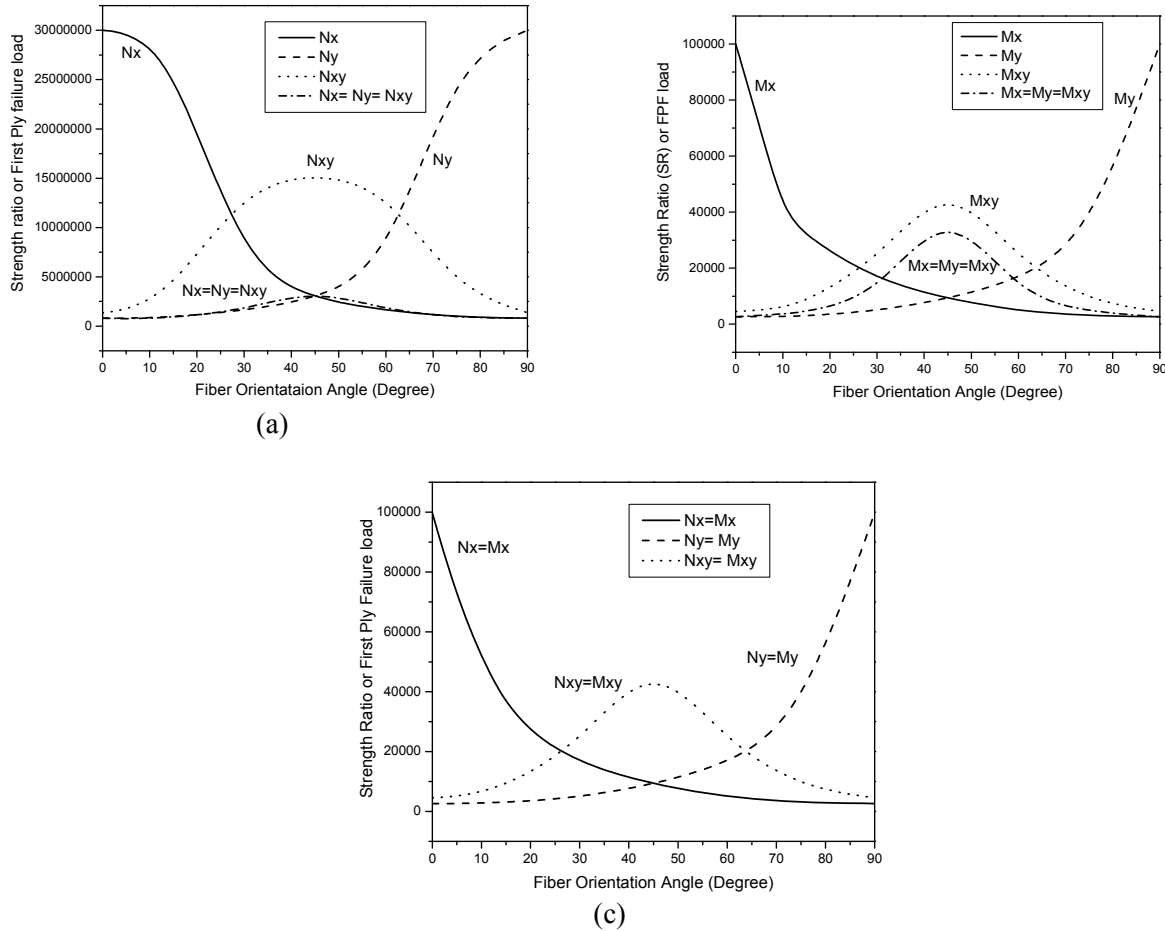 Strength ratio or First Ply failure load
30000000
25000000
20000000
15000000
10000000
5000000
0
Nx
Nx
Ny
Nxy
Nx= Ny= Nxy
Nxy
Ny
Nx=Ny=Nxy
0 10 20 30 40 50 60 70 80 90
Fiber Orientataion Angle (Degree)
(a)
Strength Ratio (SR) or FPF load
100000
80000
60000
40000
20000
0
Mx
Mx
My
Mxy
Mx=My=Mxy
My
Mxy
Mx=My=Mxy
0 10 20 30 40 50 60 70 80 90
Fiber Orientation Angle (Degree)
Strength Ratio or First Ply Failure load
100000
80000
60000
40000
20000
0
Nx=Mx
Nx=Mx
Ny= My
Nxy= Mxy
Nxy=Mxy
Ny=My
0 10 20 30 40 50 60 70 80 90
Fiber Orientation Angle (Degree)
(c)